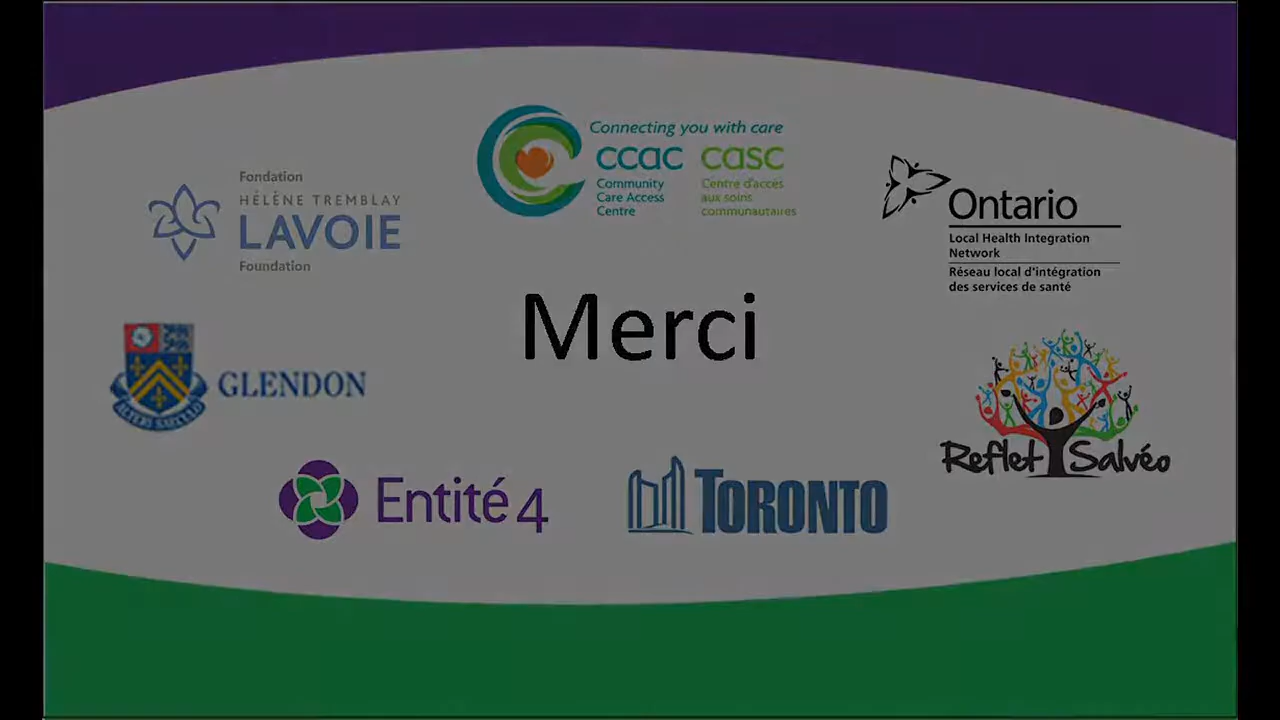 Connecting you with care
ccac casc
Community
Care Access
Centre
Centre d'accès
aux soins
communautaires
Fondation
HÉLÈNE TREMBLAY
LAVOIE
Foundation
Ontario
Local Health Integration
Network
Réseau local d'intégration
des services de santé
Merci
GLENDON
Reflet Salvéo
Entité 4
TORONTO